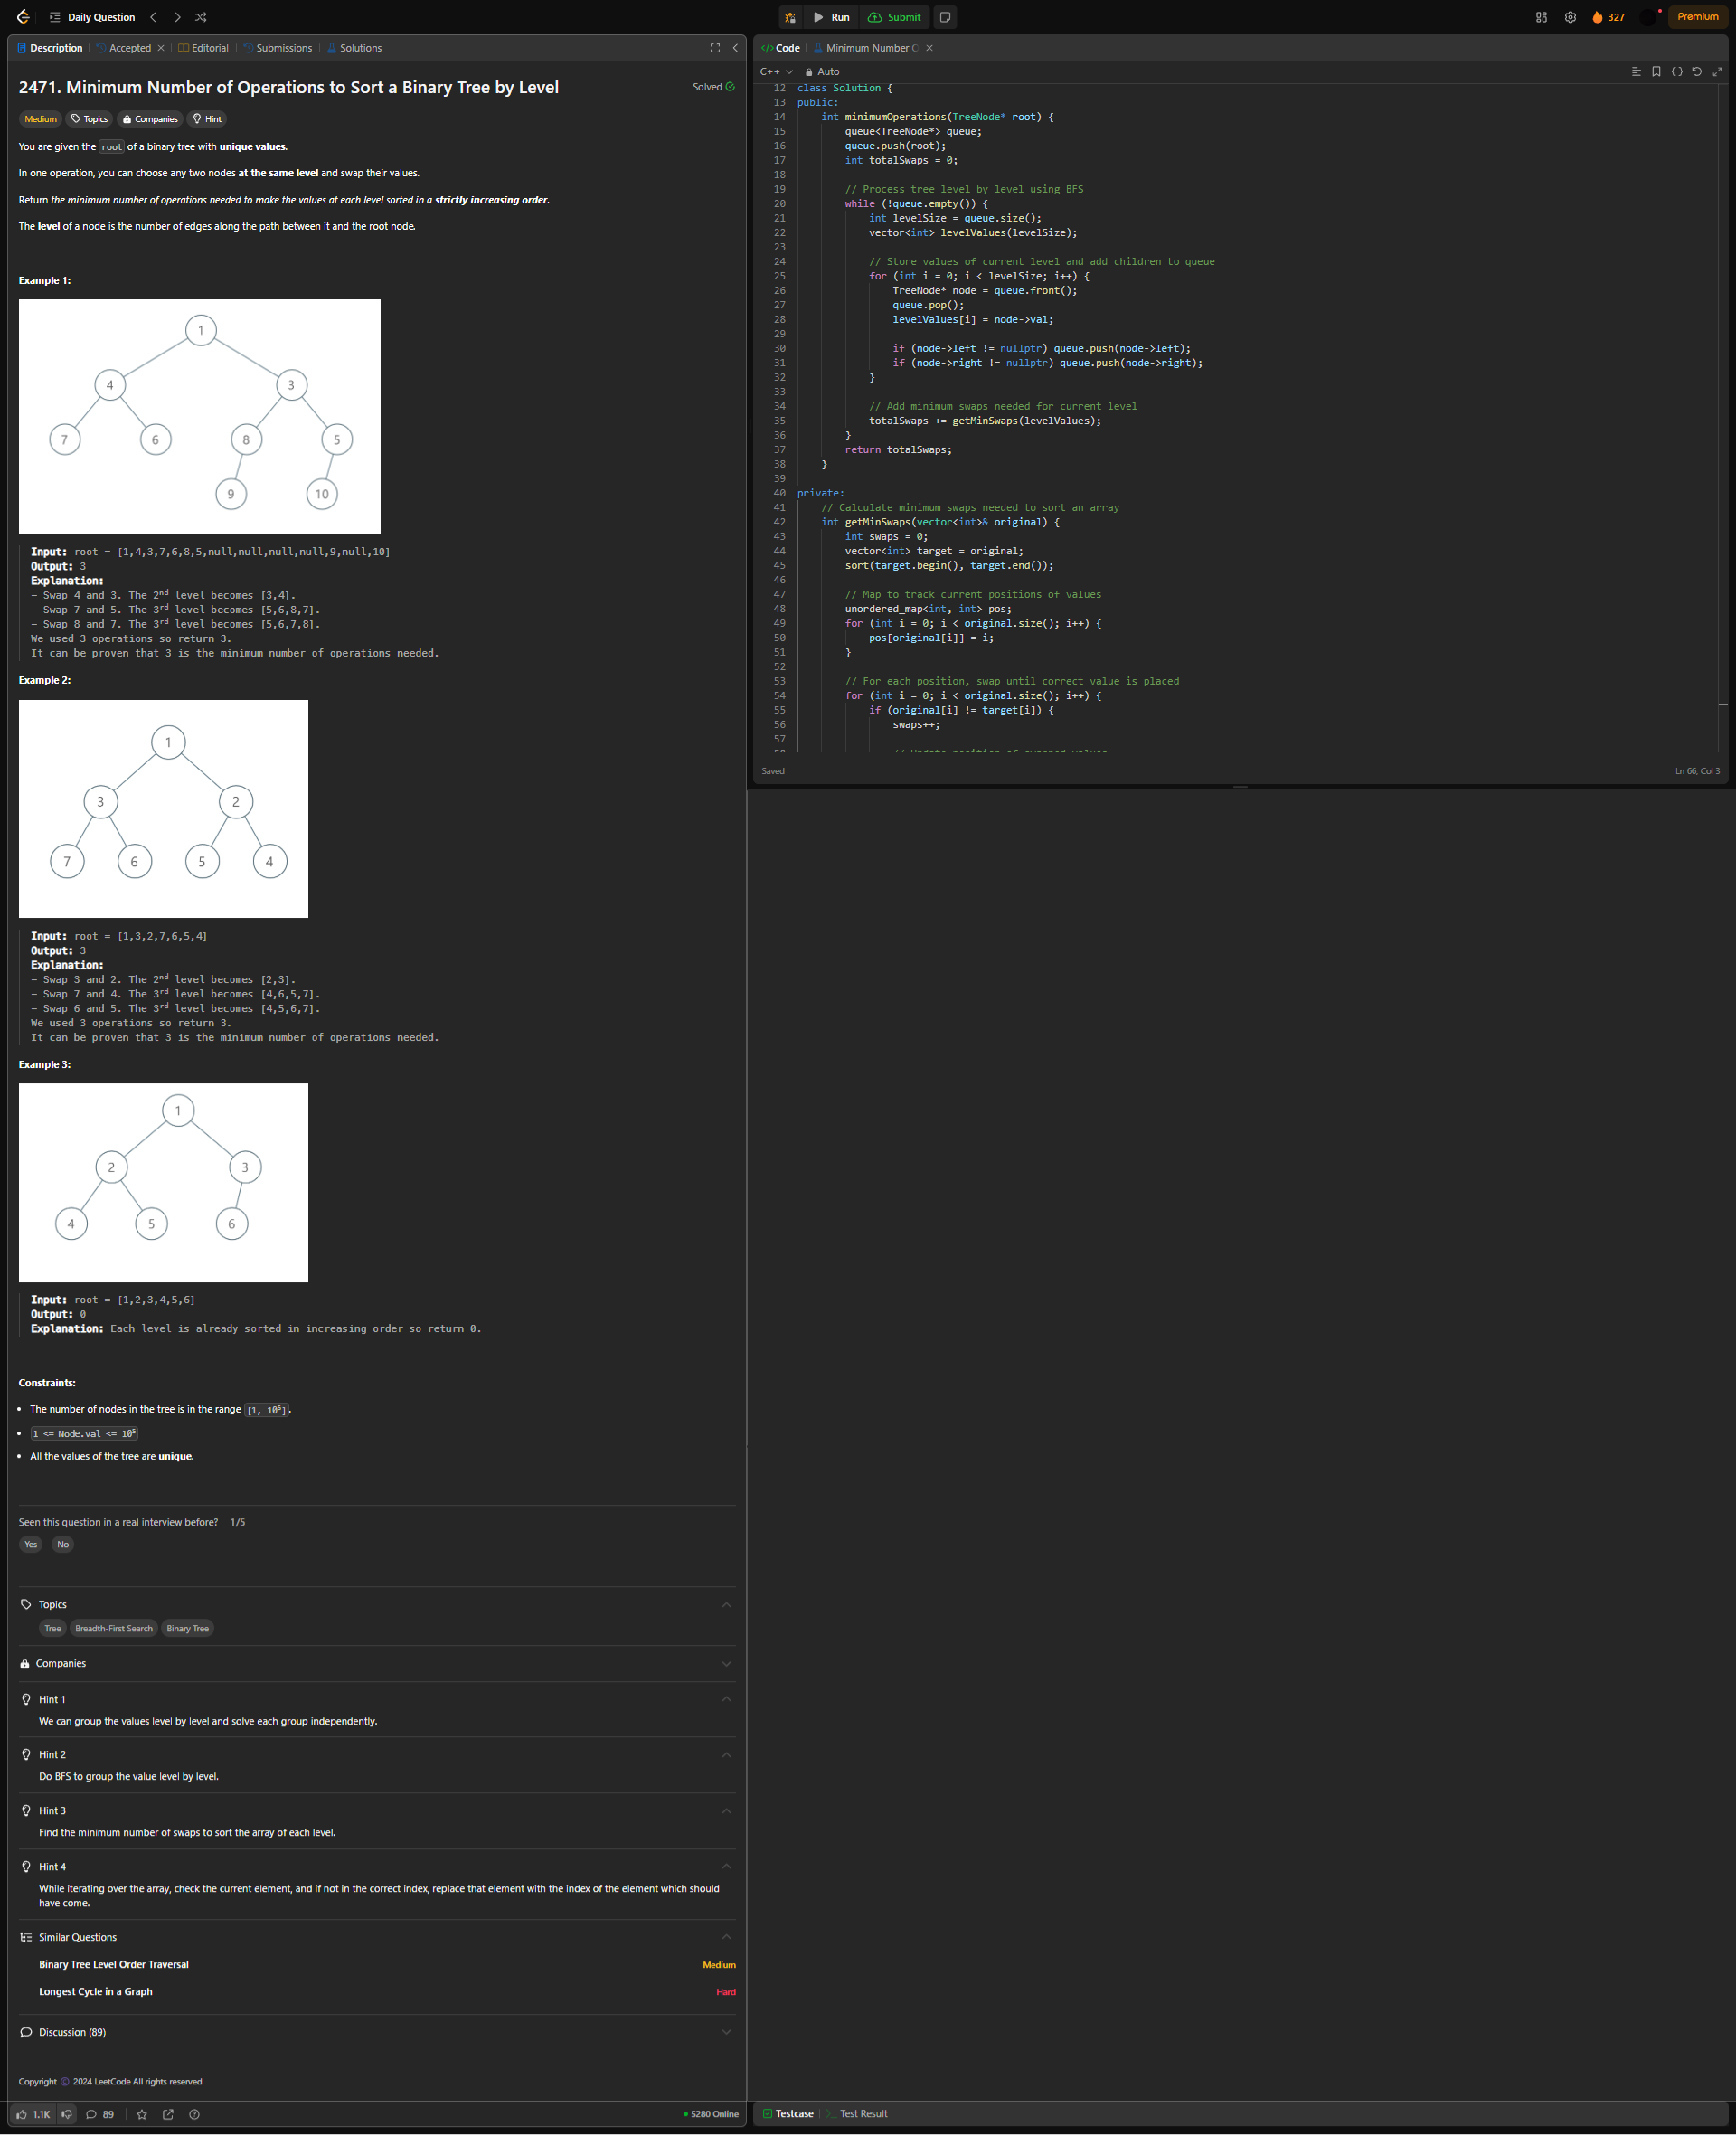 Daily Question
Run
Submit
327
Premium
Description
Accepted
Editorial
Submissions
Solutions
2471. Minimum Number of Operations to Sort a Binary Tree by Level
Solved
Medium
Topics
Companies
Hint
You are given the root of a binary tree with unique values.
In one operation, you can choose any two nodes at the same level and swap their values.
Return the minimum number of operations needed to make the values at each level sorted in a strictly increasing order.
The level of a node is the number of edges along the path between it and the root node.
Example 1:
1
4 3
7 6 8 5
9 10
Input: root = [1,4,3,7,6,8,5,null,null,null,null,9,null,10]
Output: 3
Explanation:
- Swap 4 and 3. The 2nd level becomes [3,4].
- Swap 7 and 5. The 3rd level becomes [5,6,8,7].
- Swap 8 and 7. The 3rd level becomes [5,6,7,8].
We used 3 operations so return 3.
It can be proven that 3 is the minimum number of operations needed.
Example 2:
1
3 2
7 6 5 4
Input: root = [1,3,2,7,6,5,4]
Output: 3
Explanation:
- Swap 3 and 2. The 2nd level becomes [2,3].
- Swap 7 and 4. The 3rd level becomes [4,6,5,7].
- Swap 6 and 5. The 3rd level becomes [4,5,6,7].
We used 3 operations so return 3.
It can be proven that 3 is the minimum number of operations needed.
Example 3:
1
2 3
4 5 6
Input: root = [1,2,3,4,5,6]
Output: 0
Explanation: Each level is already sorted in increasing order so return 0.
Constraints:
• The number of nodes in the tree is in the range [1, 10⁵].
• 1 <= Node.val <= 10⁵
• All the values of the tree are unique.
Seen this question in a real interview before? 1/5
Yes No
Topics
Tree Breadth-First Search Binary Tree
Companies
Hint 1
We can group the values level by level and solve each group independently.
Hint 2
Do BFS to group the value level by level.
Hint 3
Find the minimum number of swaps to sort the array of each level.
Hint 4
While iterating over the array, check the current element, and if not in the correct index, replace that element with the index of the element which should
have come.
Similar Questions
Binary Tree Level Order Traversal Medium
Longest Cycle in a Graph Hard
Discussion (89)
Copyright © 2024 LeetCode All rights reserved
1.1K
89
5280 Online
</> Code
Minimum Number O
C++
Auto
12 class Solution {
13 public:
14 int minimumOperations(TreeNode* root) {
15 queue<TreeNode*> queue;
16 queue.push(root);
17 int totalSwaps = 0;
18
19 // Process tree level by level using BFS
20 while (!queue.empty()) {
21 int levelSize = queue.size();
22 vector<int> levelValues(levelSize);
23
24 // Store values of current level and add children to queue
25 for (int i = 0; i < levelSize; i++) {
26 TreeNode* node = queue.front();
27 queue.pop();
28 levelValues[i] = node->val;
29
30 if (node->left != nullptr) queue.push(node->left);
31 if (node->right != nullptr) queue.push(node->right);
32 }
33
34 // Add minimum swaps needed for current level
35 totalSwaps += getMinSwaps(levelValues);
36 }
37 return totalSwaps;
38 }
39
40 private:
41 // Calculate minimum swaps needed to sort an array
42 int getMinSwaps(vector<int>& original) {
43 int swaps = 0;
44 vector<int> target = original;
45 sort(target.begin(), target.end());
46
47 // Map to track current positions of values
48 unordered_map<int, int> pos;
49 for (int i = 0; i < original.size(); i++) {
50 pos[original[i]] = i;
51 }
52
53 // For each position, swap until correct value is placed
54 for (int i = 0; i < original.size(); i++) {
55 if (original[i] != target[i]) {
56 swaps++;
57
Saved
Ln 66, Col 3
Testcase
Test Result